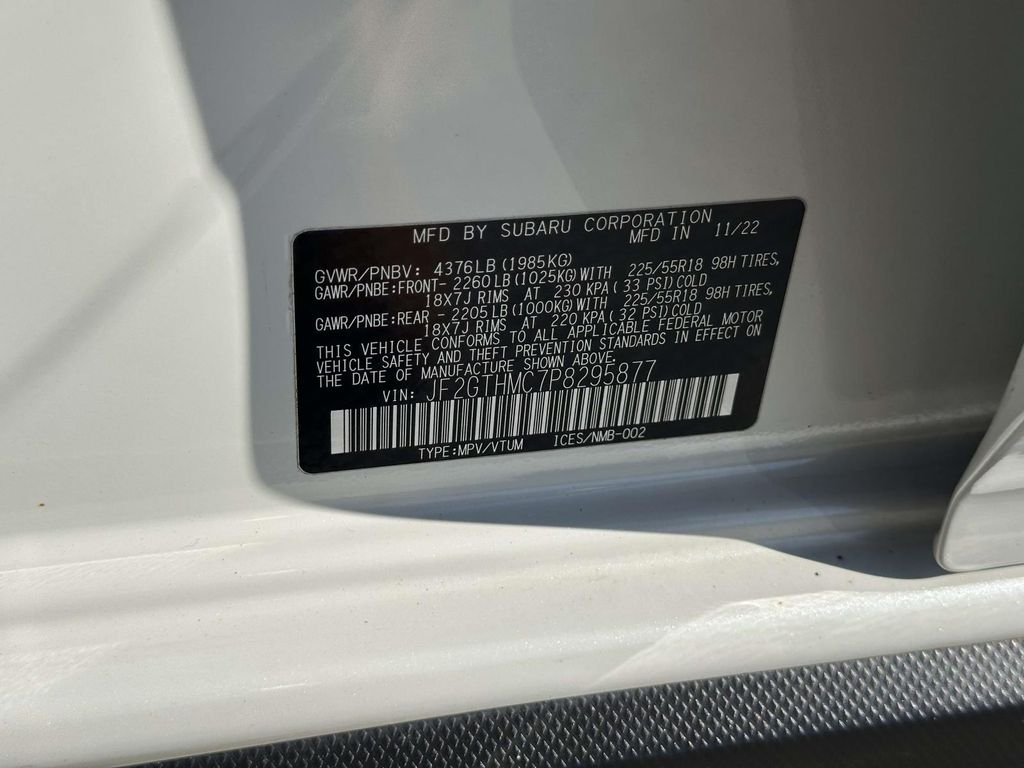 MFD BY SUBARU CORPORATION
MFD IN 11/22
GVWR/PNBV: 4376LB (1985KG)
GAWR/PNBE:FRONT- 2260LB (1025KG)WITH 225/55R18 98H TIRES,
18X7J RIMS AT 230 KPA( 33 PSI)COLD
GAWR/PNBE:REAR - 2205LB (1000KG)WITH 225/55R18 98H TIRES,
18X7J RIMS AT 220 KPA( 32 PSI)COLD
THIS VEHICLE CONFORMS TO ALL APPLICABLE FEDERAL MOTOR
VEHICLE SAFETY AND THEFT PREVENTION STANDARDS IN EFFECT ON
THE DATE OF MANUFACTURE SHOWN ABOVE.
VIN: JF2GTHMC7P8295877
TYPE:MPV/VTUM ICES/NMB-002